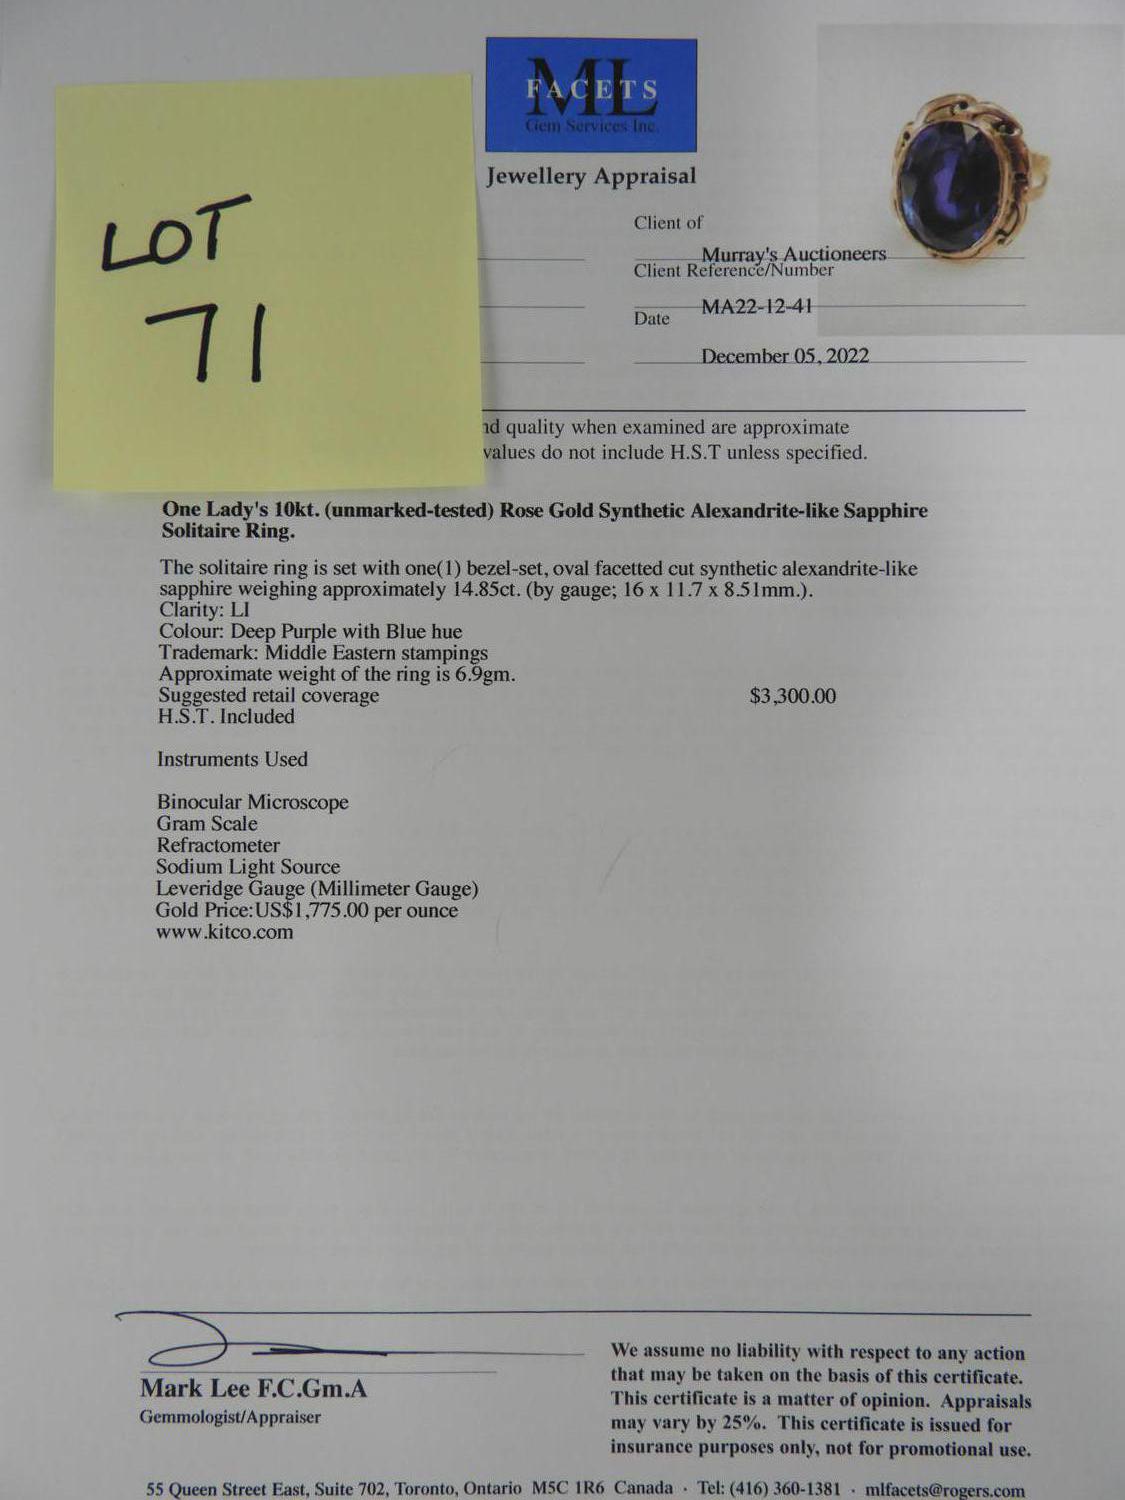 ML
FACETS
Gem Services Inc.
Jewellery Appraisal
LOT
71
Client of
Murray's Auctioneers
Client Reference/Number
MA22-12-41
Date
December 05, 2022
quality when examined are approximate
values do not include H.S.T unless specified.
One Lady's 10kt. (unmarked-tested) Rose Gold Synthetic Alexandrite-like Sapphire
Solitaire Ring.
The solitaire ring is set with one(1) bezel-set, oval facetted cut synthetic alexandrite-like
sapphire weighing approximately 14.85ct. (by gauge; 16 x 11.7 x 8.51mm.).
Clarity: LI
Colour: Deep Purple with Blue hue
Trademark: Middle Eastern stampings
Approximate weight of the ring is 6.9gm.
Suggested retail coverage $3,300.00
H.S.T. Included
Instruments Used
Binocular Microscope
Gram Scale
Refractometer
Sodium Light Source
Leveridge Gauge (Millimeter Gauge)
Gold Price:US$1,775.00 per ounce
www.kitco.com
Mark Lee F.C.Gm.A
Gemmologist/Appraiser
We assume no liability with respect to any action
that may be taken on the basis of this certificate.
This certificate is a matter of opinion. Appraisals
may vary by 25%. This certificate is issued for
insurance purposes only, not for promotional use.
55 Queen Street East, Suite 702, Toronto, Ontario M5C 1R6 Canada · Tel: (416) 360-1381 · mlfacets@rogers.com